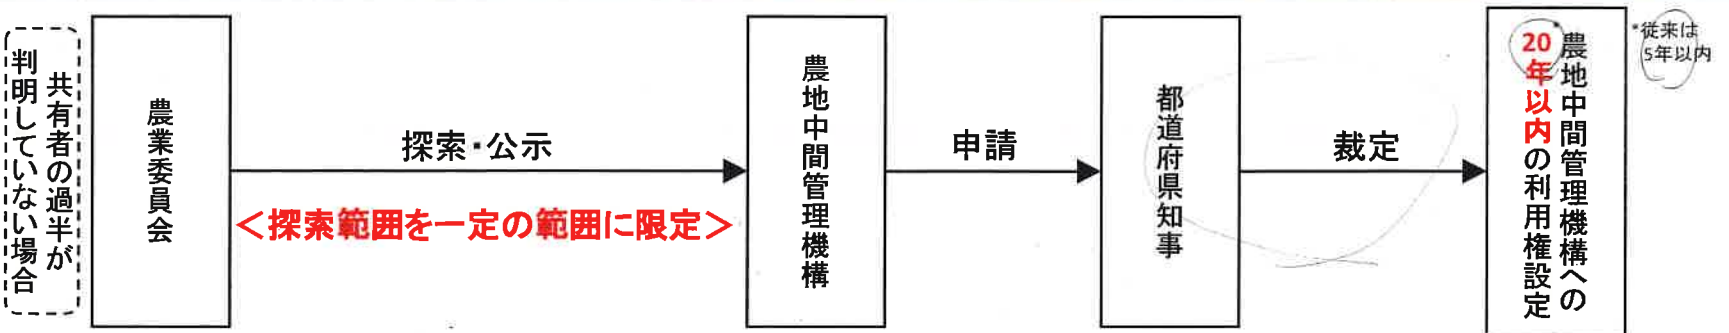 共有者の過半が
判明していない場合
農業委員会
探索・公示
＜探索範囲を一定の範囲に限定＞
農地中間管理機構
申請
都道府県知事
裁定
*農地中間管理機構への
20年以内の利用権設定
*従来は
5年以内